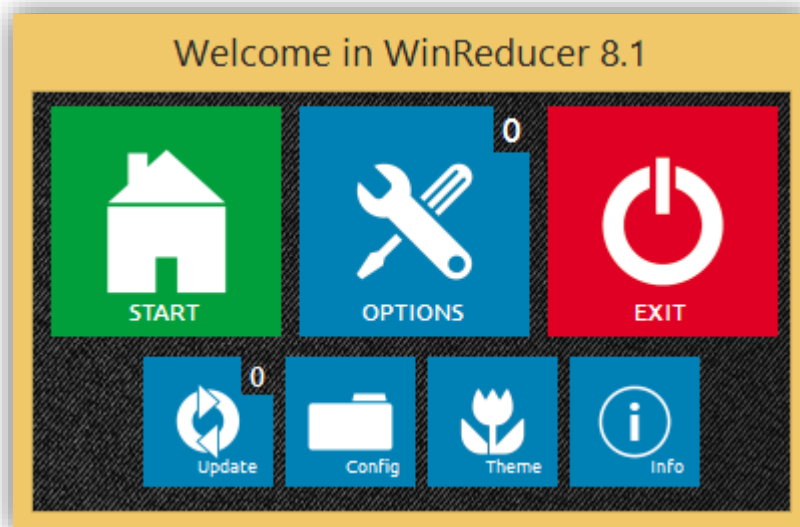 Welcome in WinReducer 8.1
0
START
OPTIONS
EXIT
0
Update
Config
Theme
Info